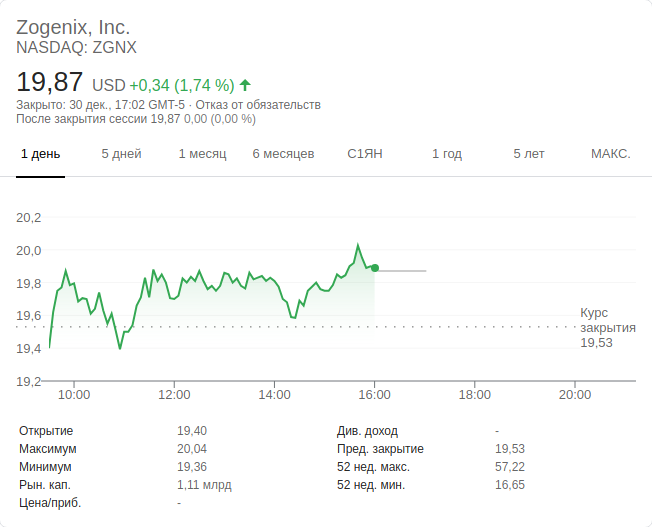 Zogenix, Inc.
NASDAQ: ZGNX
19,87 USD +0,34 (1,74 %)
Закрыто: 30 дек., 17:02 GMT-5 · Отказ от обязательств
После закрытия сессии 19,87 0,00 (0,00 %)
1 день 5 дней 1 месяц 6 месяцев С1ЯН 1 год 5 лет МАКС.
20,2
20,0
19,8
19,6
19,4
19,2
Курс
закрытия
19,53
10:00 12:00 14:00 16:00 18:00 20:00
Открытие 19,40 Див. доход -
Максимум 20,04 Пред. закрытие 19,53
Минимум 19,36 52 нед. макс. 57,22
Рын. кап. 1,11 млрд 52 нед. мин. 16,65
Цена/приб. -